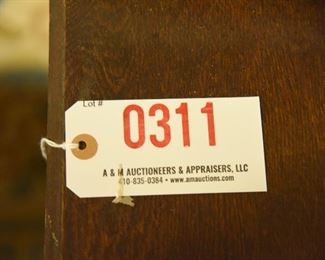 Lot #
0311
A & M AUCTIONEERS & APPRAISERS, LLC
410-835-0384 • www.amauctions.com